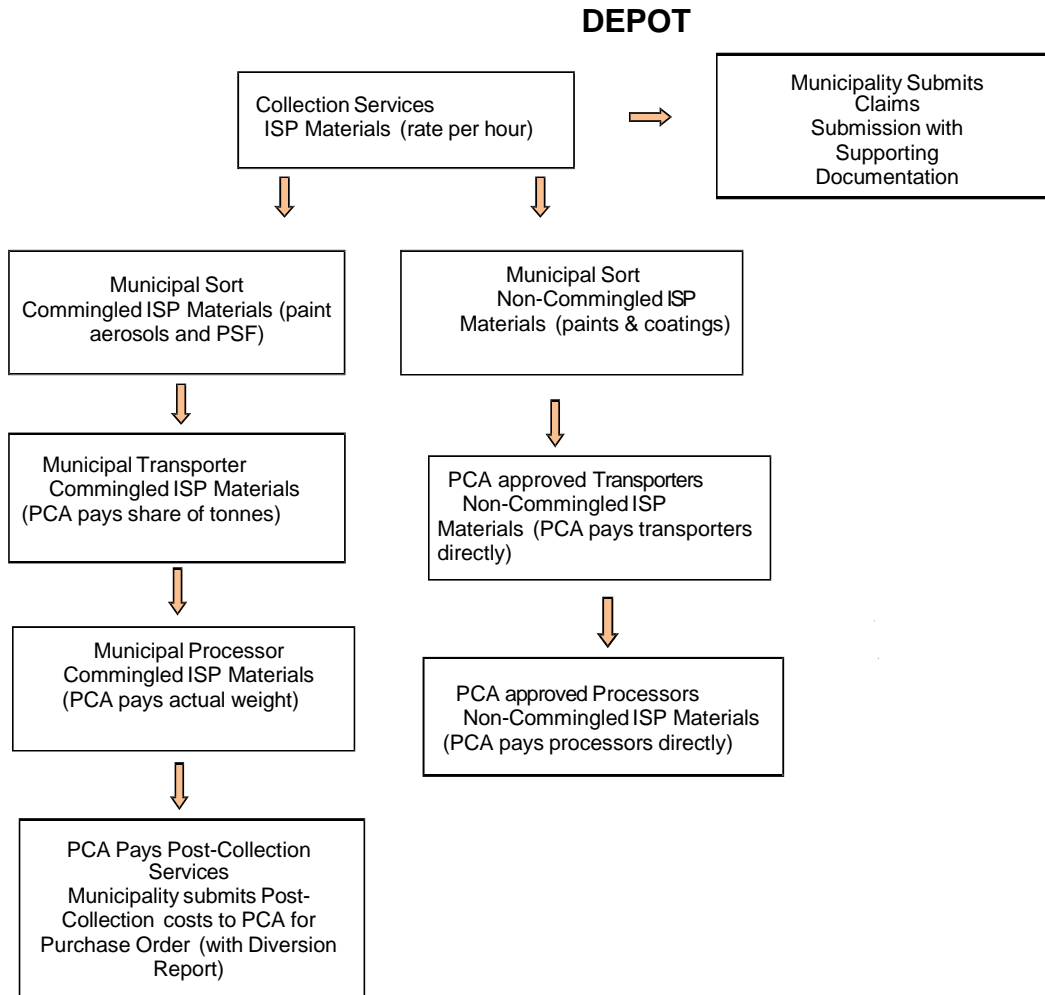 DEPOT
Collection Services
ISP Materials (rate per hour)
Municipality Submits
Claims
Submission with
Supporting
Documentation
Municipal Sort
Commingled ISP Materials (paint
aerosols and PSF)
Municipal Sort
Non-Commingled ISP
Materials (paints & coatings)
Municipal Transporter
Commingled ISP Materials
(PCA pays share of tonnes)
PCA approved Transporters
Non-Commingled ISP
Materials (PCA pays transporters
directly)
Municipal Processor
Commingled ISP Materials
(PCA pays actual weight)
PCA approved Processors
Non-Commingled ISP Materials
(PCA pays processors directly)
PCA Pays Post-Collection
Services
Municipality submits Post-
Collection costs to PCA for
Purchase Order (with Diversion
Report)